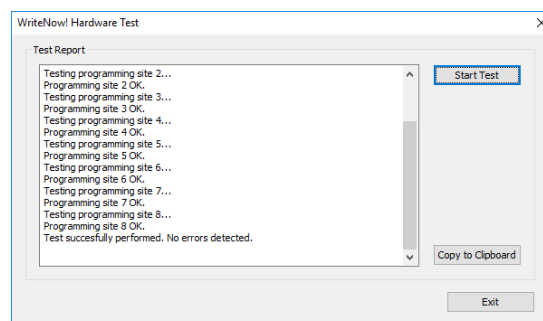 WriteNow! Hardware Test
Test Report
Testing programming site 2...
Programming site 2 OK.
Testing programming site 3...
Programming site 3 OK.
Testing programming site 4...
Programming site 4 OK.
Testing programming site 5...
Programming site 5 OK.
Testing programming site 6...
Programming site 6 OK.
Testing programming site 7...
Programming site 7 OK.
Testing programming site 8...
Programming site 8 OK.
Test succesfully performed. No errors detected.
Start Test
Copy to Clipboard
Exit